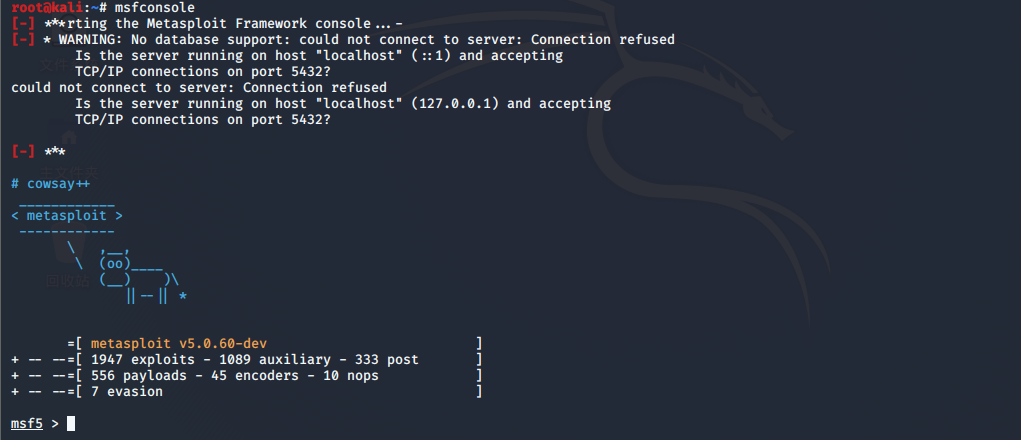 root@kali:~# msfconsole
[-] ***rting the Metasploit Framework console...-
[-] * WARNING: No database support: could not connect to server: Connection refused
        Is the server running on host "localhost" (::1) and accepting
        TCP/IP connections on port 5432?
could not connect to server: Connection refused
        Is the server running on host "localhost" (127.0.0.1) and accepting
        TCP/IP connections on port 5432?
[-] ***
# cowsay++
 ____________
< metasploit >
 ------------
       \   ,__,
        \  (oo)____
           (__)    )\
              ||--|| *
       =[ metasploit v5.0.60-dev                          ]
+ -- --=[ 1947 exploits - 1089 auxiliary - 333 post       ]
+ -- --=[ 556 payloads - 45 encoders - 10 nops            ]
+ -- --=[ 7 evasion                                       ]
msf5 >
回收站